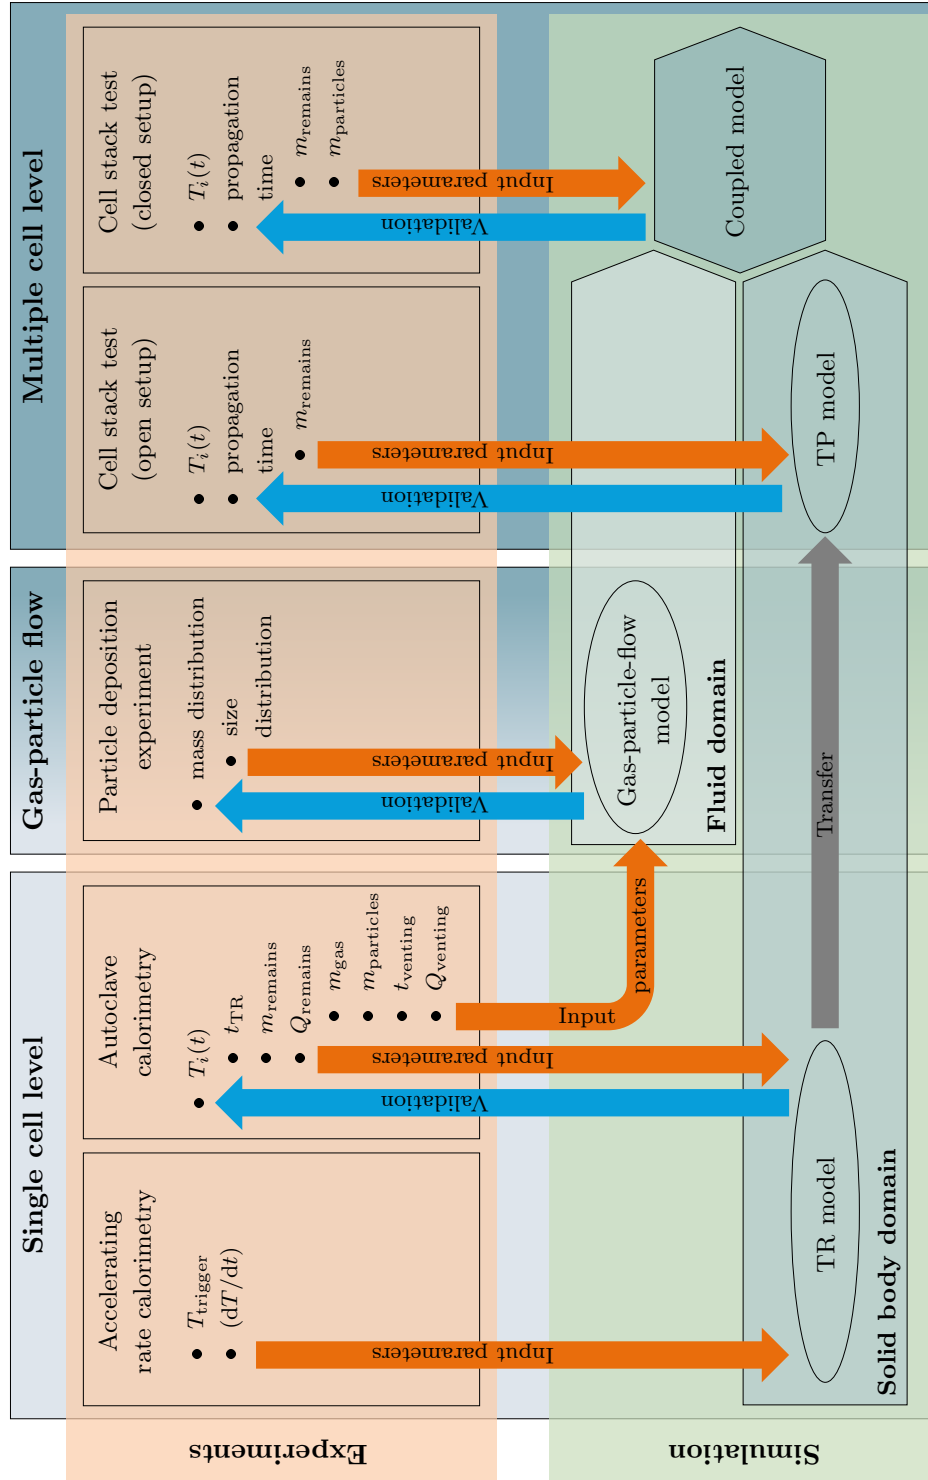 Single cell level
Gas-particle flow
Multiple cell level
Experiments
Accelerating
rate calorimetry
• T_trigger
• (dT/dt)
Input parameters
Autoclave
calorimetry
• T_i(t)
• t_TR
• m_remains
• Q_remains
• m_gas
• m_particles
• t_venting
• Q_venting
Validation
Input parameters
Input
parameters
Particle deposition
experiment
• mass distribution
• size
distribution
Validation
Input parameters
Cell stack test
(open setup)
• T_i(t)
• propagation
time
• m_remains
Validation
Input parameters
Cell stack test
(closed setup)
• T_i(t)
• propagation
time
• m_remains
• m_particles
Validation
Input parameters
Simulation
Gas-particle-flow
model
Fluid domain
Coupled model
TR model
Transfer
TP model
Solid body domain